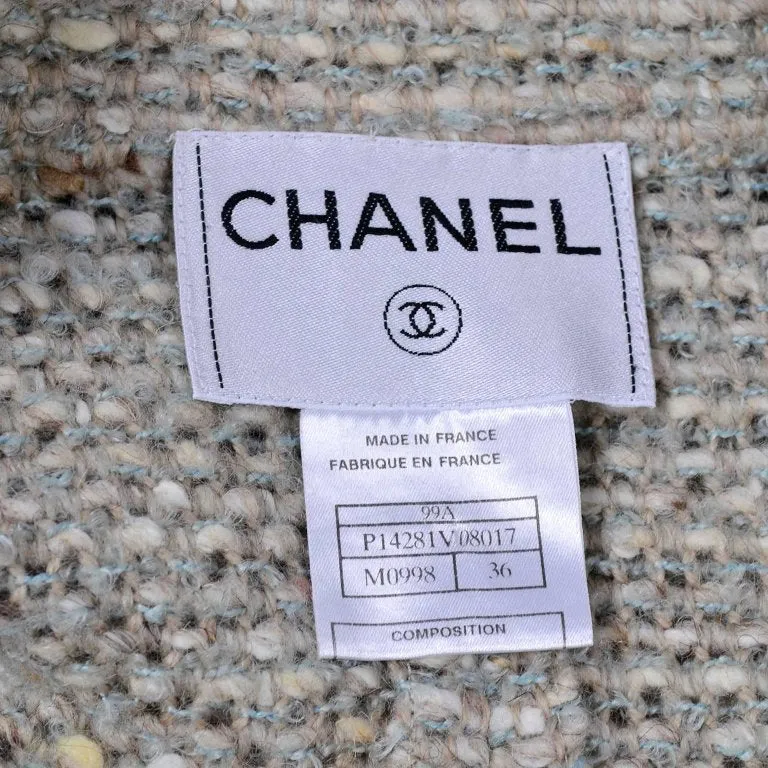 CHANEL
MADE IN FRANCE
FABRIQUE EN FRANCE
99A
P14281V08017
M0998 36
COMPOSITION